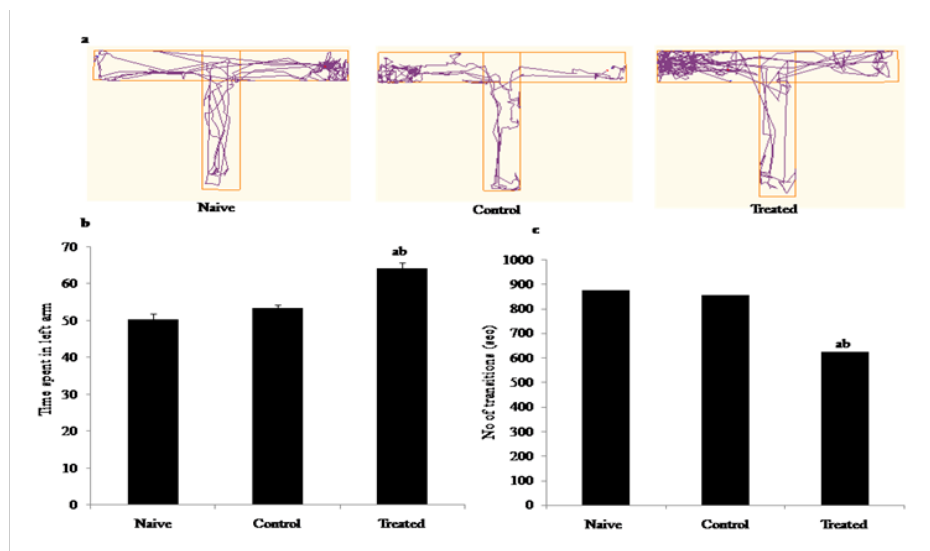 a
Naive
Control
Treated
b
Time spent in left arm
70
60
50
40
30
20
10
0
ab
Naive
Control
Treated
c
No of transitions (sec)
1000
900
800
700
600
500
400
300
200
100
0
ab
Naive
Control
Treated